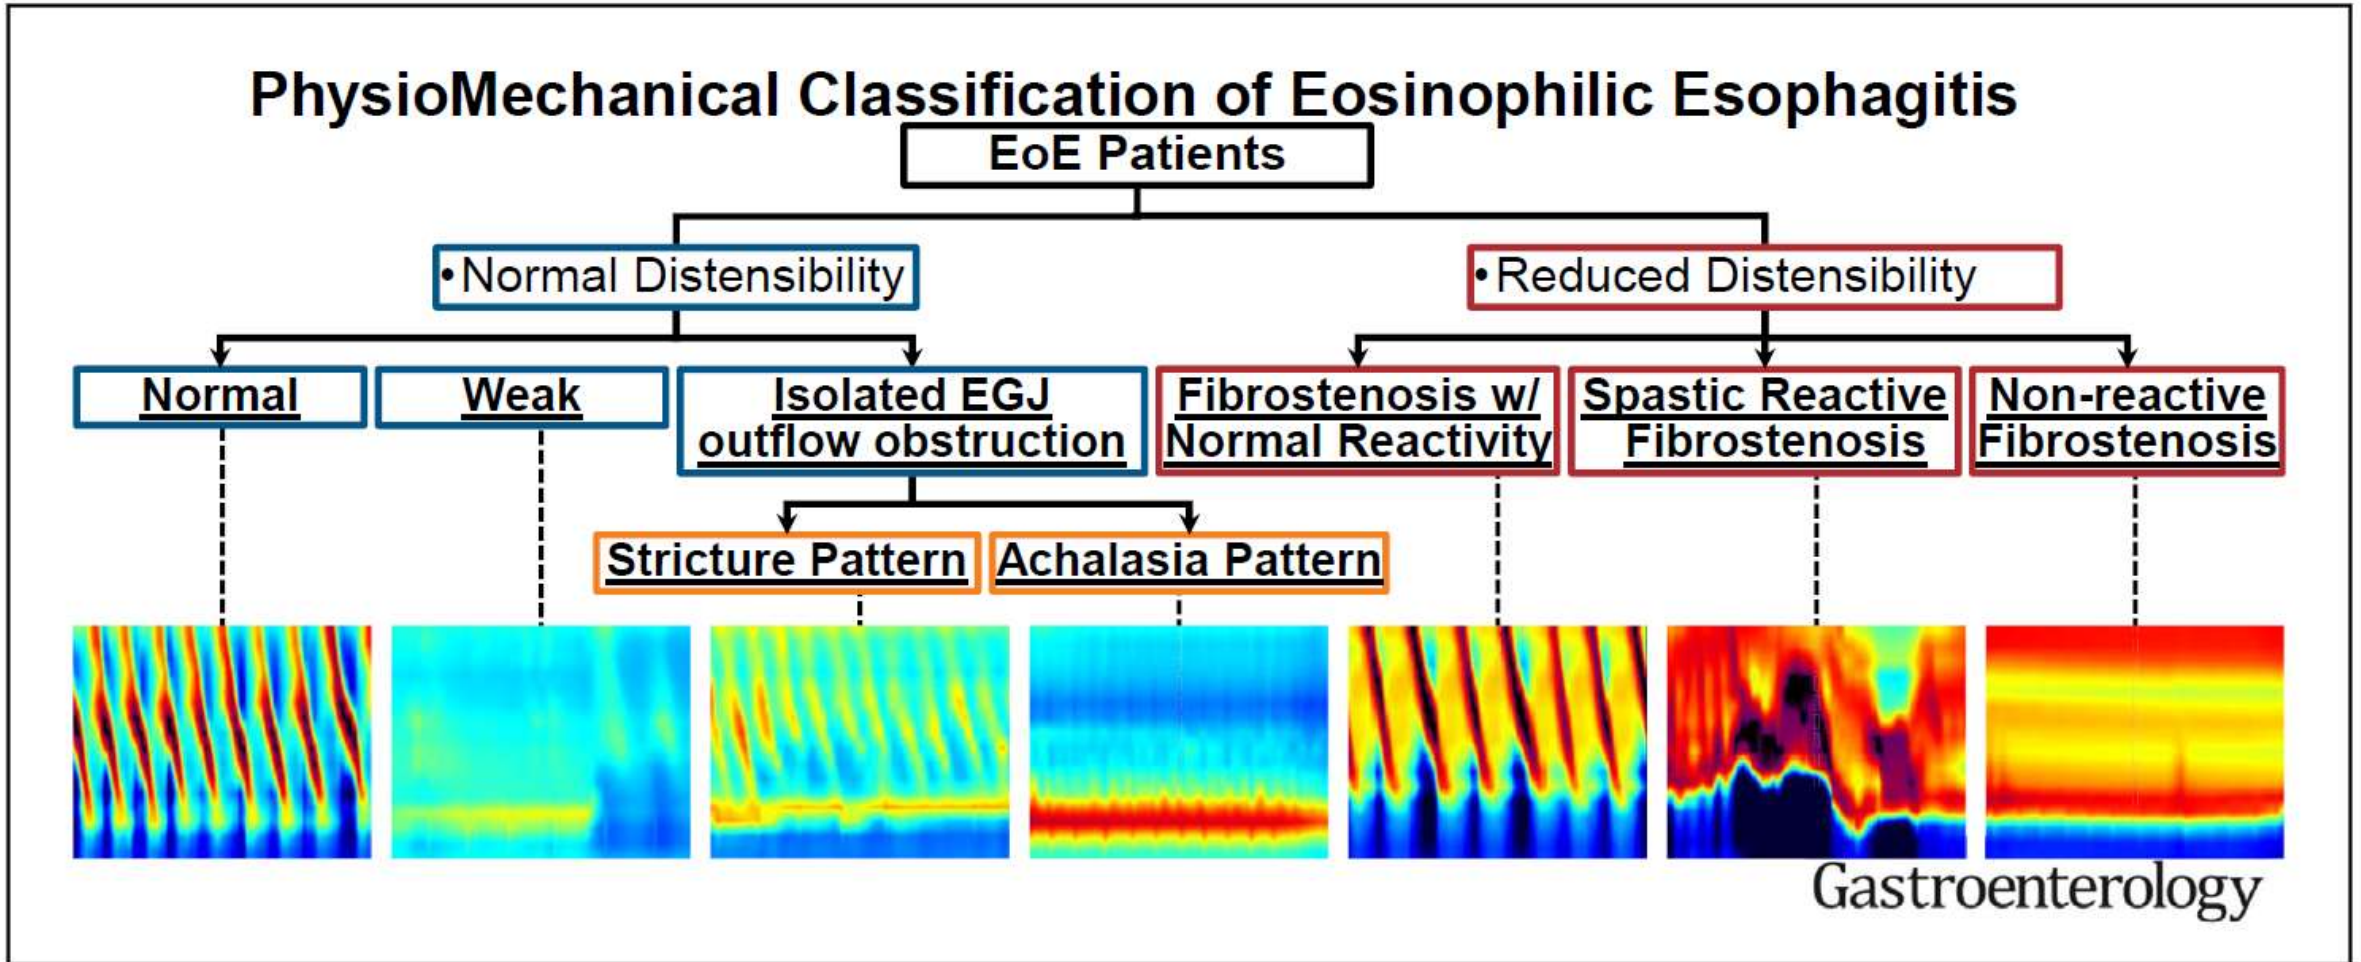 PhysioMechanical Classification of Eosinophilic Esophagitis
EoE Patients
•Normal Distensibility
•Reduced Distensibility
Normal
Weak
Isolated EGJ
outflow obstruction
Fibrostenosis w/
Normal Reactivity
Spastic Reactive
Fibrostenosis
Non-reactive
Fibrostenosis
Stricture Pattern
Achalasia Pattern
Gastroenterology